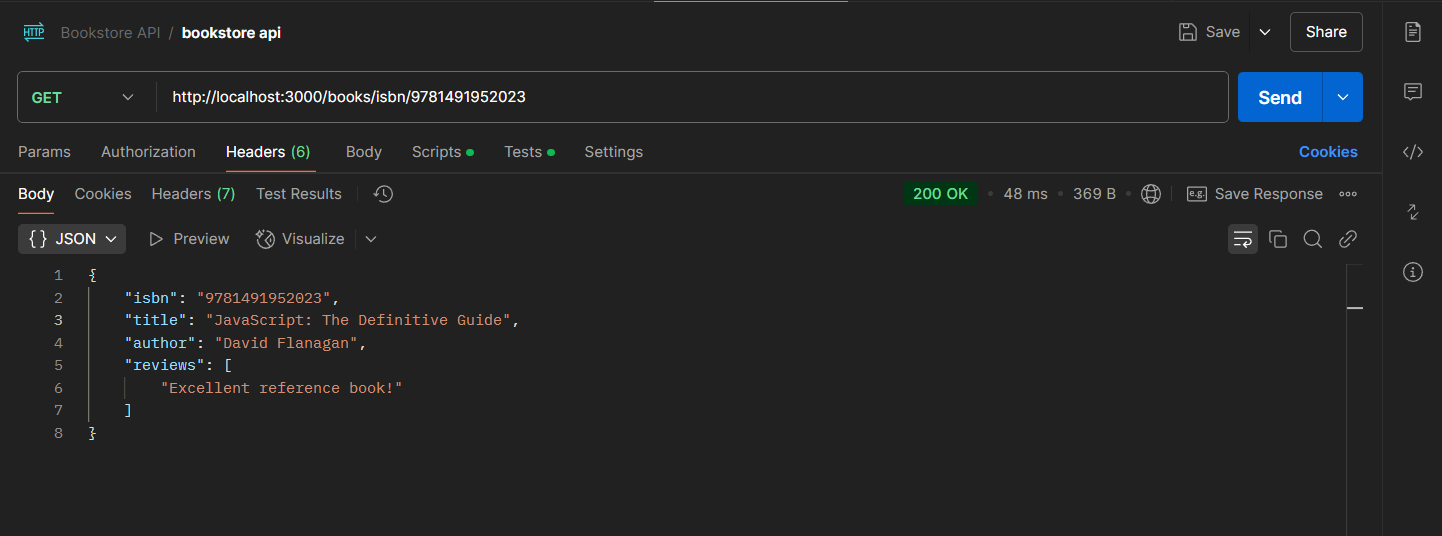 HTTP Bookstore API / bookstore api Save Share
GET http://localhost:3000/books/isbn/9781491952023 Send
Params Authorization Headers (6) Body Scripts Tests Settings Cookies
Body Cookies Headers (7) Test Results 200 OK 48 ms 369 B e.g. Save Response
{} JSON Preview Visualize
1 {
2 "isbn": "9781491952023",
3 "title": "JavaScript: The Definitive Guide",
4 "author": "David Flanagan",
5 "reviews": [
6 "Excellent reference book!"
7 ]
8 }